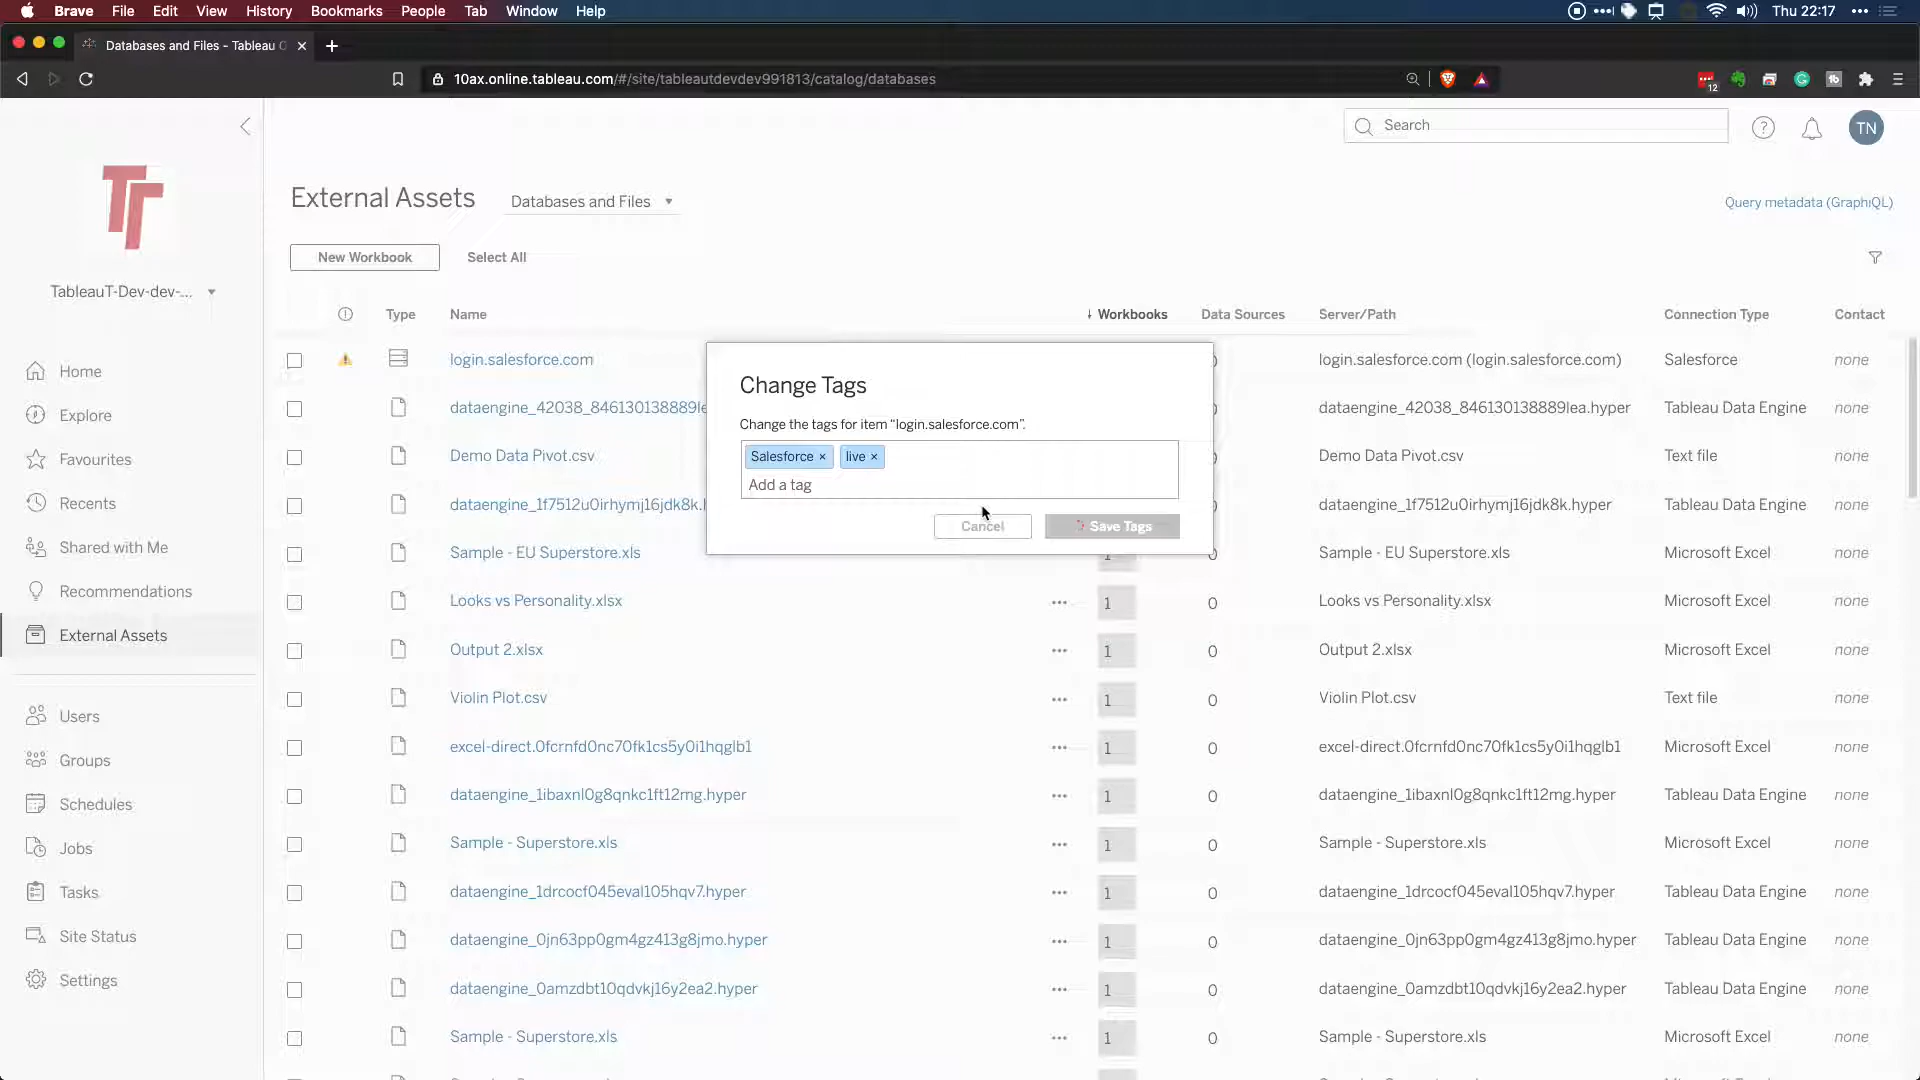 Brave File Edit View History Bookmarks People Tab Window Help
Thu 22:17
Databases and Files - Tableau
10ax.online.tableau.com/#/site/tableautdevdev991813/catalog/databases
12
Search
TN
TableauT-Dev-dev-...
Home
Explore
Favourites
Recents
Shared with Me
Recommendations
External Assets
Users
Groups
Schedules
Jobs
Tasks
Site Status
Settings
External Assets
Databases and Files
Query metadata (GraphiQL)
New Workbook
Select All
Type Name ↓ Workbooks Data Sources Server/Path Connection Type Contact
login.salesforce.com login.salesforce.com (login.salesforce.com) Salesforce none
dataengine_42038_846130138889lea.hyper Tableau Data Engine none
Demo Data Pivot.csv Demo Data Pivot.csv Text file none
dataengine_1f7512u0irhymj16jdk8k. dataengine_1f7512u0irhymj16jdk8k.hyper Tableau Data Engine none
Sample - EU Superstore.xls Sample - EU Superstore.xls Microsoft Excel none
Looks vs Personality.xlsx 1 0 Looks vs Personality.xlsx Microsoft Excel none
Output 2.xlsx 1 0 Output 2.xlsx Microsoft Excel none
Violin Plot.csv 1 0 Violin Plot.csv Text file none
excel-direct.0fcrnfd0nc70fk1cs5y0i1hqglb1 1 0 excel-direct.0fcrnfd0nc70fk1cs5y0i1hqglb1 Microsoft Excel none
dataengine_1ibaxnl0g8qnkc1ft12mg.hyper 1 0 dataengine_1ibaxnl0g8qnkc1ft12mg.hyper Tableau Data Engine none
Sample - Superstore.xls 1 0 Sample - Superstore.xls Microsoft Excel none
dataengine_1drcocf045eval105hqv7.hyper 1 0 dataengine_1drcocf045eval105hqv7.hyper Tableau Data Engine none
dataengine_0jn63pp0gm4gz413g8jmo.hyper 1 0 dataengine_0jn63pp0gm4gz413g8jmo.hyper Tableau Data Engine none
dataengine_0amzdbt10qdvkj16y2ea2.hyper 1 0 dataengine_0amzdbt10qdvkj16y2ea2.hyper Tableau Data Engine none
Sample - Superstore.xls 1 0 Sample - Superstore.xls Microsoft Excel none
Change Tags
Change the tags for item “login.salesforce.com”.
Salesforce × live ×
Add a tag
Cancel Save Tags